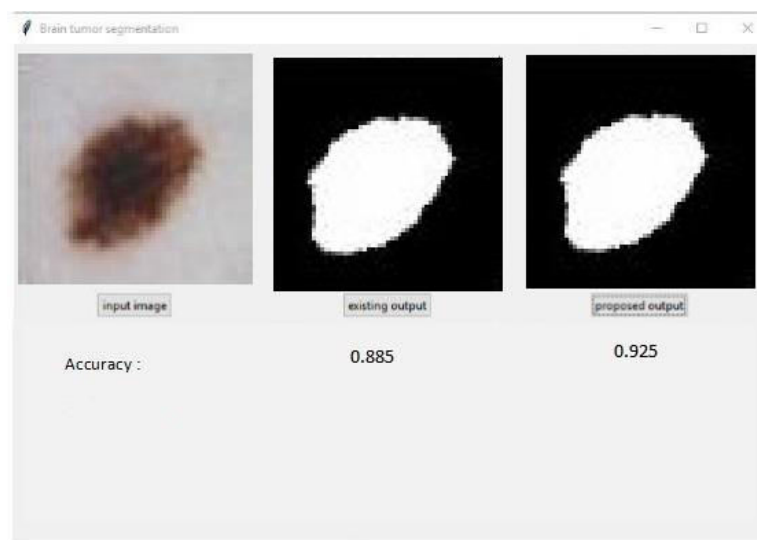 Brain tumor segmentation
input image existing output proposed output
Accuracy : 0.885 0.925